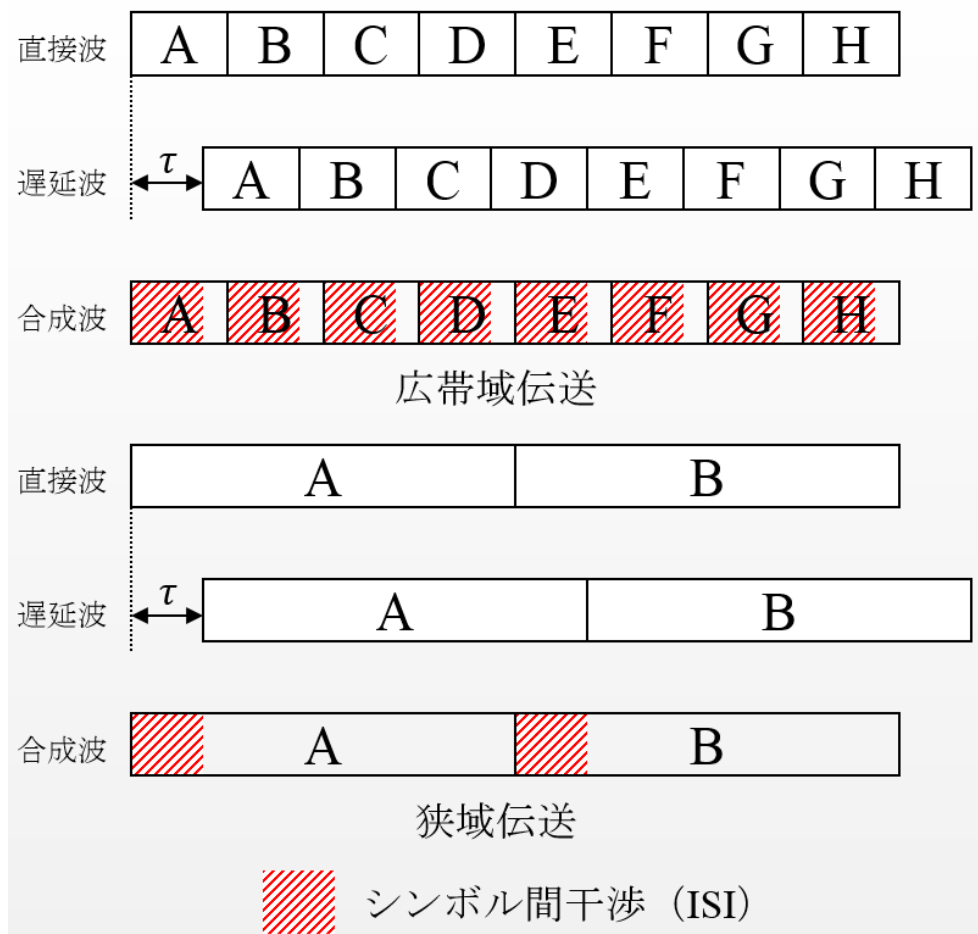 直接波 A B C D E F G H
τ
遅延波 A B C D E F G H
合成波 A B C D E F G H
広帯域伝送
直接波 A B
τ
遅延波 A B
合成波 A B
狭域伝送
シンボル間干渉（ISI）